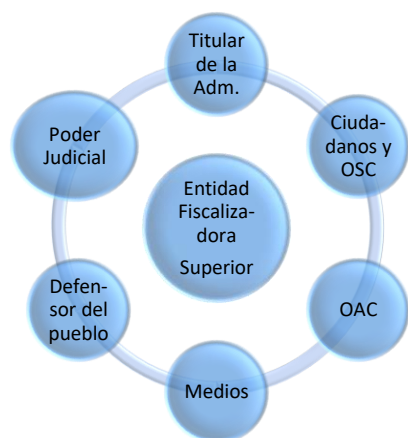 Titular
de la
Adm.
Ciuda-
danos y
OSC
OAC
Medios
Defen-
sor del
pueblo
Poder
Judicial
Entidad
Fiscaliza-
dora
Superior